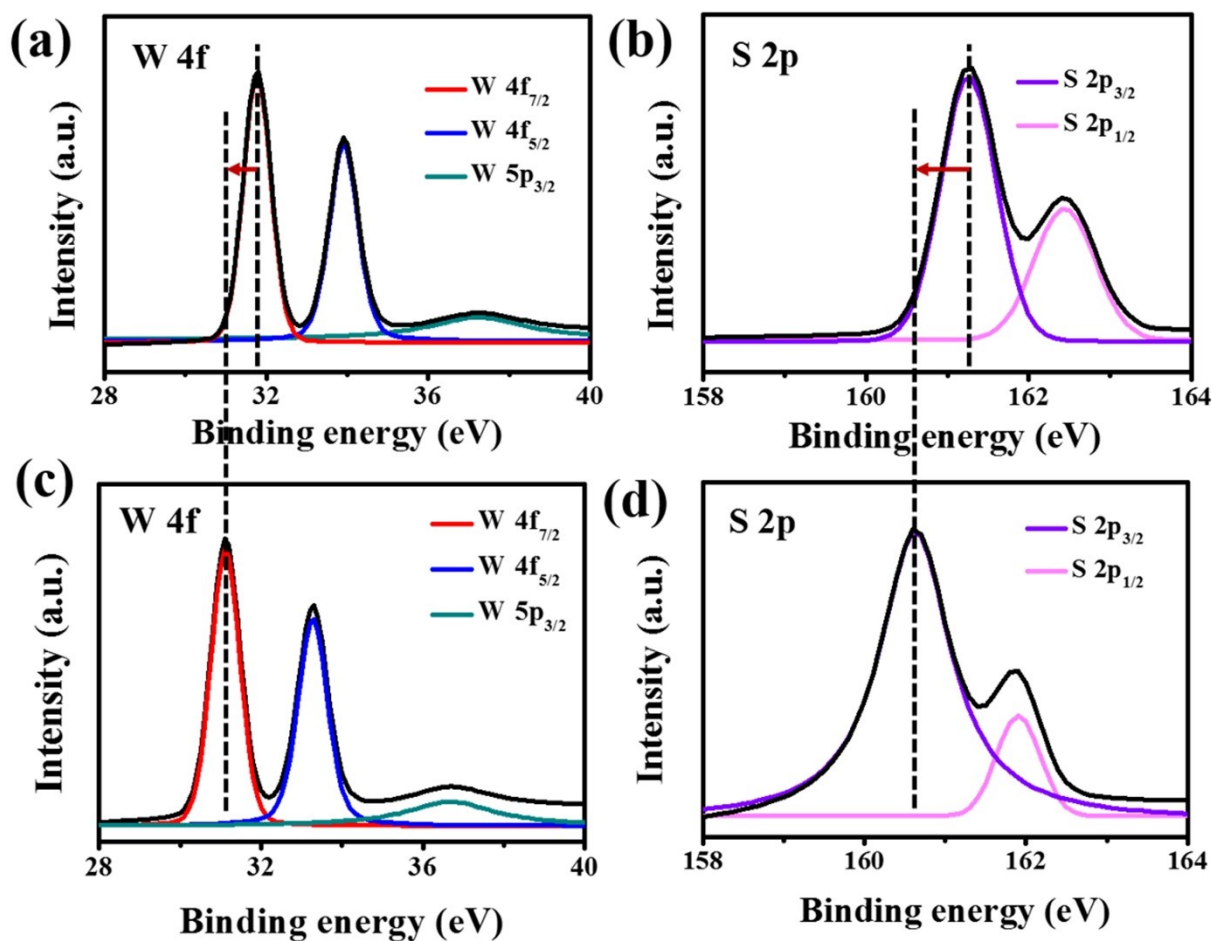 (a)
W 4f
W 4f7/2
W 4f5/2
W 5p3/2
Intensity (a.u.)
28 32 36 40
Binding energy (eV)
(b)
S 2p
S 2p3/2
S 2p1/2
Intensity (a.u.)
158 160 162 164
Binding energy (eV)
(c)
W 4f
W 4f7/2
W 4f5/2
W 5p3/2
Intensity (a.u.)
28 32 36 40
Binding energy (eV)
(d)
S 2p
S 2p3/2
S 2p1/2
Intensity (a.u.)
158 160 162 164
Binding energy (eV)